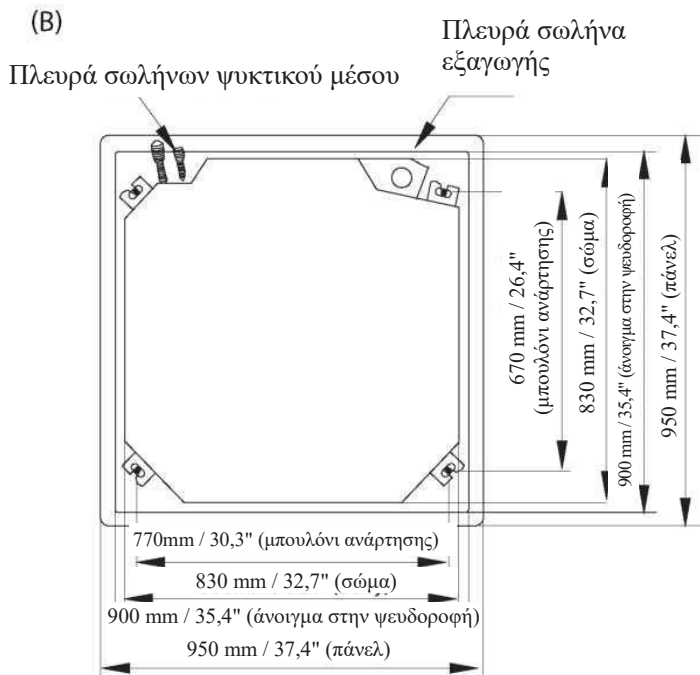 (B)
Πλευρά σωλήνων ψυκτικού μέσου
Πλευρά σωλήνα
εξαγωγής
670 mm / 26,4"
(μπουλόνι ανάρτησης)
830 mm / 32,7" (σώμα)
900 mm / 35,4" (άνοιγμα στην ψευδοροφή)
950 mm / 37,4" (πάνελ)
770mm / 30,3" (μπουλόνι ανάρτησης)
830 mm / 32,7" (σώμα)
900 mm / 35,4" (άνοιγμα στην ψευδοροφή)
950 mm / 37,4" (πάνελ)